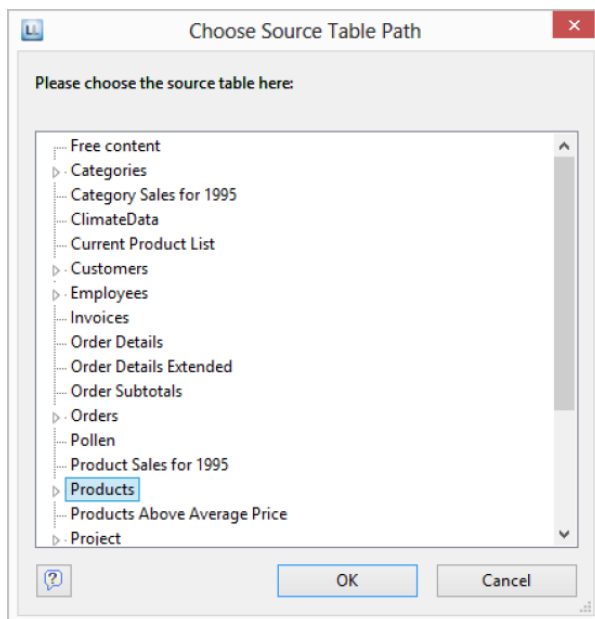 LL
Choose Source Table Path
Please choose the source table here:
Free content
Categories
Category Sales for 1995
ClimateData
Current Product List
Customers
Employees
Invoices
Order Details
Order Details Extended
Order Subtotals
Orders
Pollen
Product Sales for 1995
Products
Products Above Average Price
Project
?
OK
Cancel